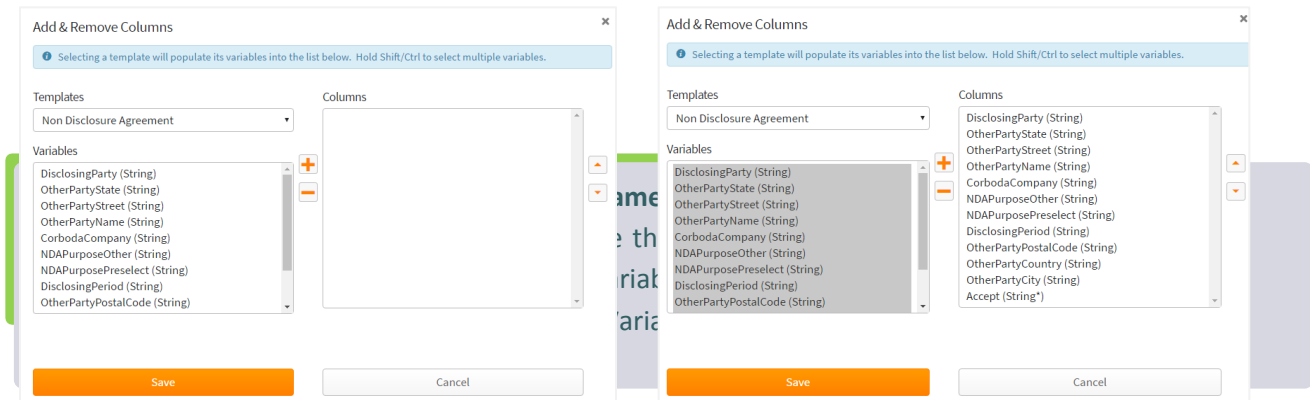 Add & Remove Columns
Selecting a template will populate its variables into the list below. Hold Shift/Ctrl to select multiple variables.
Templates
Non Disclosure Agreement
Variables
DisclosingParty (String)
OtherPartyState (String)
OtherPartyStreet (String)
OtherPartyName (String)
CorbodaCompany (String)
NDAPurposeOther (String)
NDAPurposePreselect (String)
DisclosingPeriod (String)
OtherPartyPostalCode (String)
Columns
Save
Cancel
Add & Remove Columns
Selecting a template will populate its variables into the list below. Hold Shift/Ctrl to select multiple variables.
Templates
Non Disclosure Agreement
Variables
DisclosingParty (String)
OtherPartyState (String)
OtherPartyStreet (String)
OtherPartyName (String)
CorbodaCompany (String)
NDAPurposeOther (String)
NDAPurposePreselect (String)
DisclosingPeriod (String)
OtherPartyPostalCode (String)
Columns
DisclosingParty (String)
OtherPartyState (String)
OtherPartyStreet (String)
OtherPartyName (String)
CorbodaCompany (String)
NDAPurposeOther (String)
NDAPurposePreselect (String)
DisclosingPeriod (String)
OtherPartyPostalCode (String)
OtherPartyCountry (String)
OtherPartyCity (String)
Accept (String*)
Save
Cancel